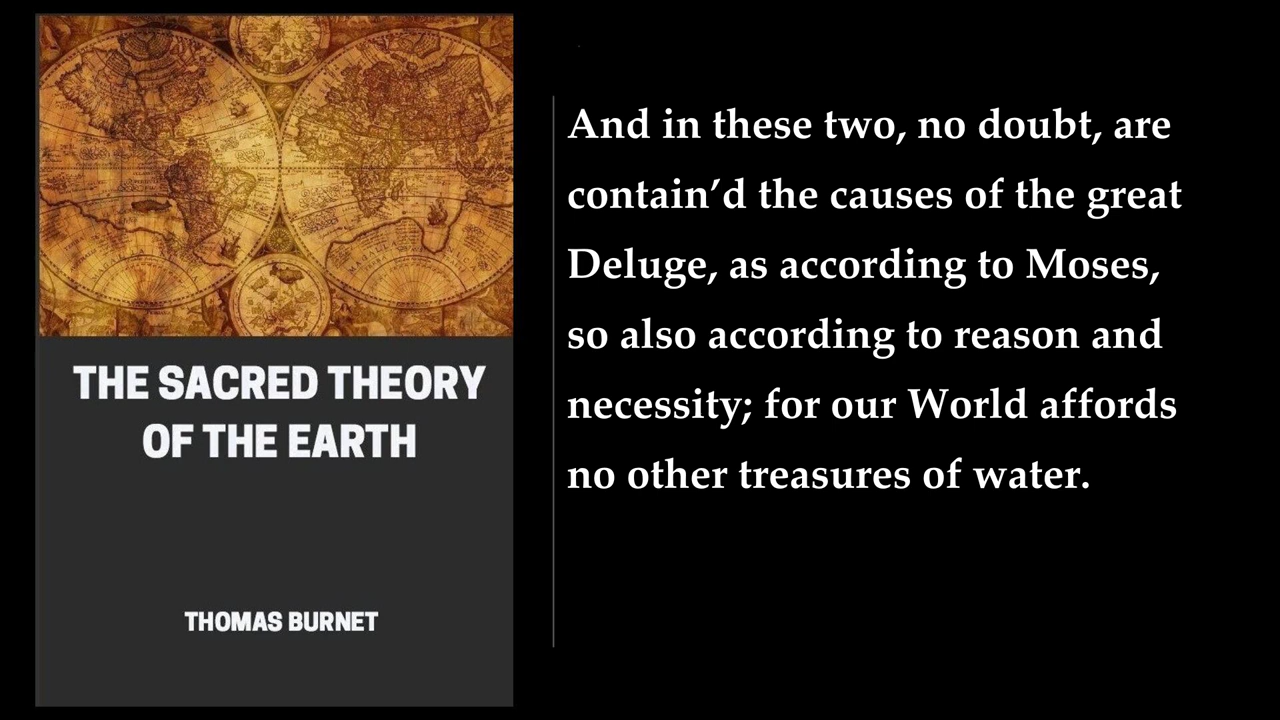 THE SACRED THEORY
OF THE EARTH
THOMAS BURNET
And in these two, no doubt, are
contain’d the causes of the great
Deluge, as according to Moses,
so also according to reason and
necessity; for our World affords
no other treasures of water.